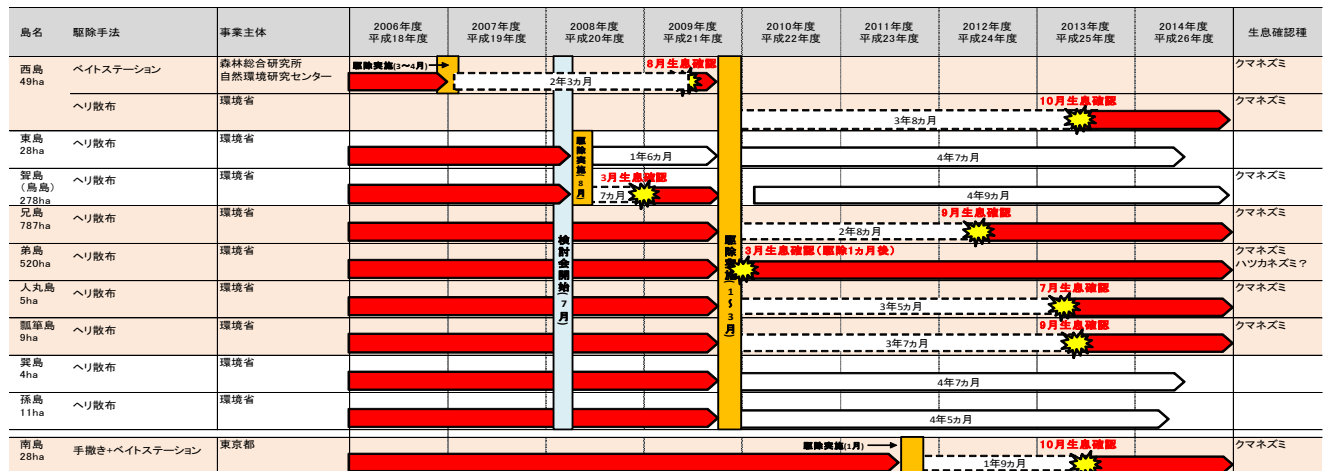 島名 駆除手法 事業主体 2006年度 2007年度 2008年度 2009年度 2010年度 2011年度 2012年度 2013年度 2014年度 生息確認種
平成18年度 平成19年度 平成20年度 平成21年度 平成22年度 平成23年度 平成24年度 平成25年度 平成26年度
西島 ベイトステーション 森林総合研究所 駆除実施(3～4月) 8月生息確認 クマネズミ
49ha 自然環境研究センター 2年3ヵ月
ヘリ散布 環境省 10月生息確認 クマネズミ
3年8ヵ月
東島 ヘリ散布 環境省 クマネズミ
28ha 1年6ヵ月 4年7ヵ月
駆除実施(8月)
聟島 ヘリ散布 環境省 3月生息確認 クマネズミ
(鳥島) 7ヵ月 4年9ヵ月
278ha
兄島 ヘリ散布 環境省 9月生息確認 クマネズミ
787ha 2年8ヵ月
検討会開始(7月)
駆除実施(1～3月)
弟島 ヘリ散布 環境省 3月生息確認(駆除1ヵ月後) クマネズミ
520ha ハツカネズミ?
人丸島 ヘリ散布 環境省 7月生息確認 クマネズミ
5ha 3年5ヵ月
瓢箪島 ヘリ散布 環境省 9月生息確認 クマネズミ
9ha 3年7ヵ月
巽島 ヘリ散布 環境省
4ha 4年7ヵ月
孫島 ヘリ散布 環境省
11ha 4年5ヵ月
南島 手撒き+ベイトステーション 東京都 駆除実施(1月) 10月生息確認 クマネズミ
28ha 1年9ヵ月